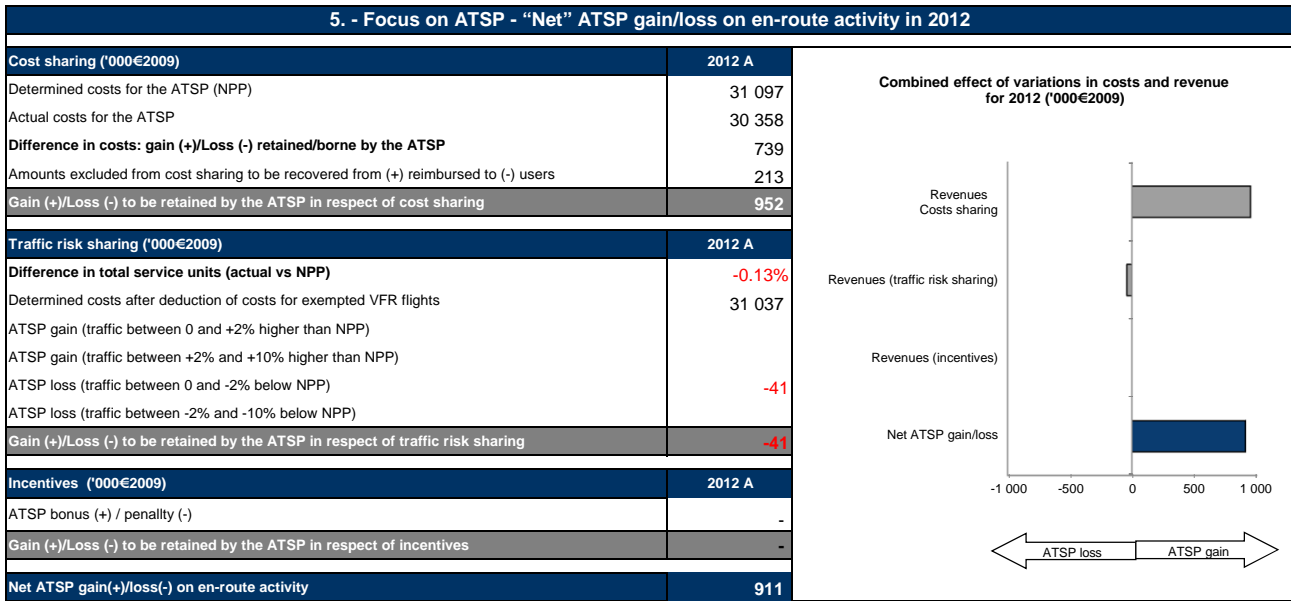 5. - Focus on ATSP - “Net” ATSP gain/loss on en-route activity in 2012
Cost sharing ('000€2009) 2012 A
Determined costs for the ATSP (NPP) 31 097
Actual costs for the ATSP 30 358
Difference in costs: gain (+)/Loss (-) retained/borne by the ATSP 739
Amounts excluded from cost sharing to be recovered from (+) reimbursed to (-) users 213
Gain (+)/Loss (-) to be retained by the ATSP in respect of cost sharing 952
Traffic risk sharing ('000€2009) 2012 A
Difference in total service units (actual vs NPP) -0.13%
Determined costs after deduction of costs for exempted VFR flights 31 037
ATSP gain (traffic between 0 and +2% higher than NPP)
ATSP gain (traffic between +2% and +10% higher than NPP)
ATSP loss (traffic between 0 and -2% below NPP) -41
ATSP loss (traffic between -2% and -10% below NPP)
Gain (+)/Loss (-) to be retained by the ATSP in respect of traffic risk sharing -41
Incentives ('000€2009) 2012 A
ATSP bonus (+) / penallty (-) -
Gain (+)/Loss (-) to be retained by the ATSP in respect of incentives -
Net ATSP gain(+)/loss(-) on en-route activity 911
Combined effect of variations in costs and revenue
for 2012 ('000€2009)
Revenues
Costs sharing
Revenues (traffic risk sharing)
Revenues (incentives)
Net ATSP gain/loss
-1 000 -500 0 500 1 000
ATSP loss ATSP gain